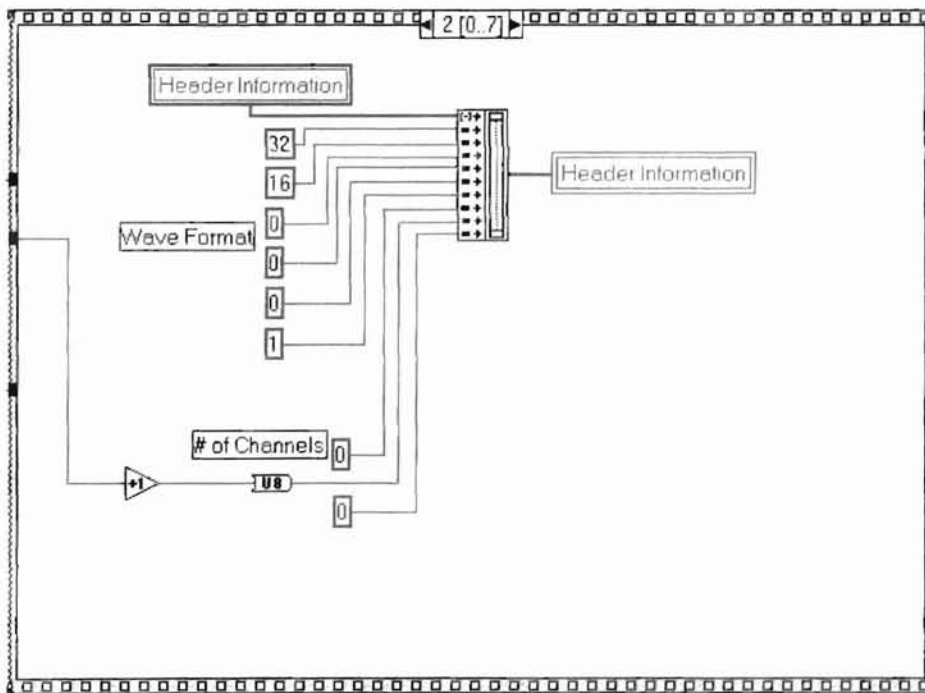 2 [0..7]
Header Information
32
Header Information
16
0
Wave Format
0
0
1
# of Channels
0
+1
U8
0